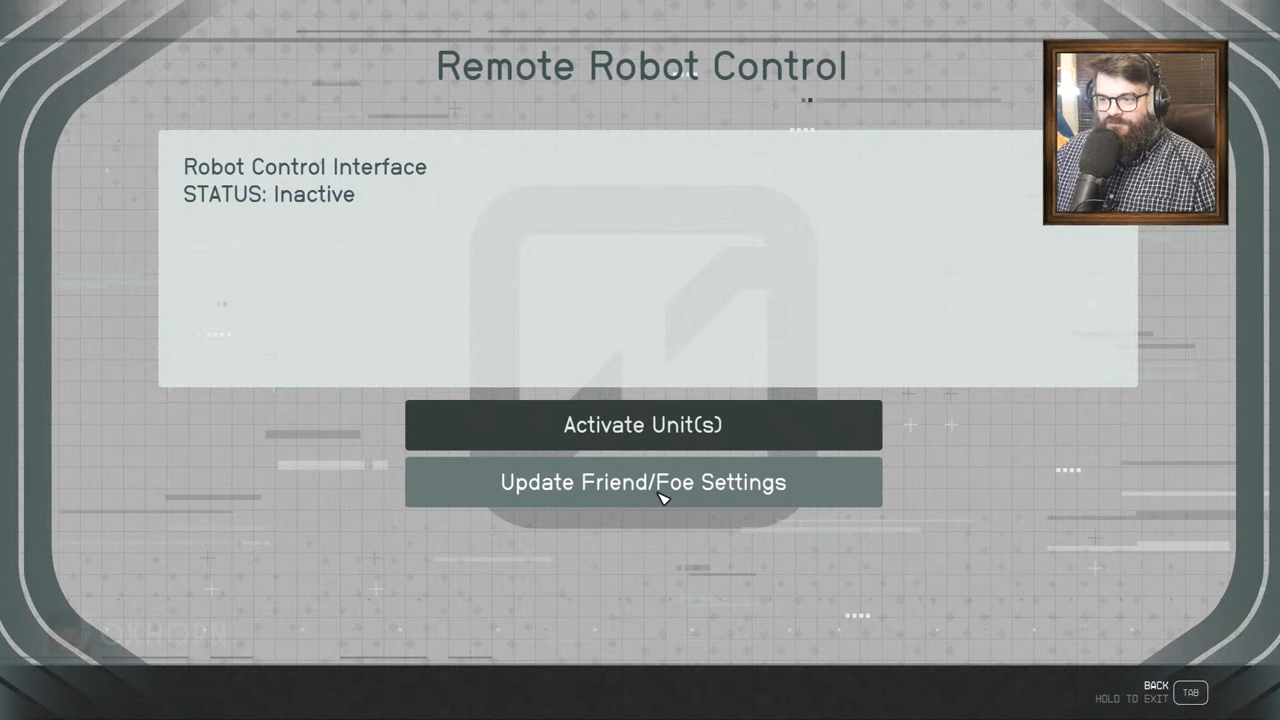 Remote Robot Control
Robot Control Interface
STATUS: Inactive
Activate Unit(s)
Update Friend/Foe Settings
OXHORN
BACK
HOLD TO EXIT
TAB